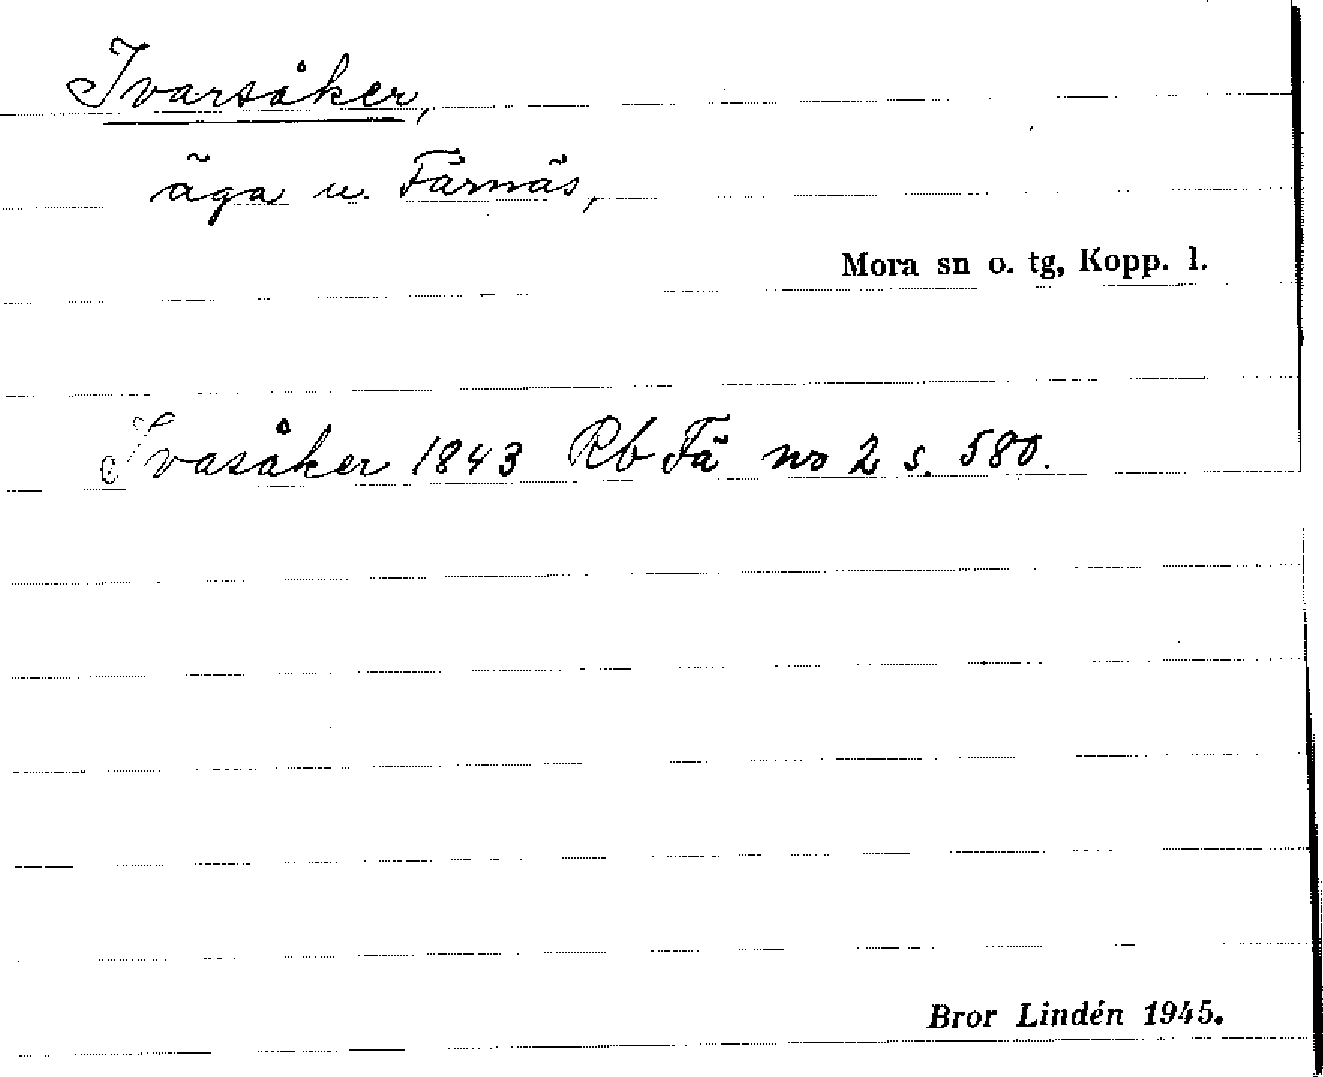 Ivarsåker,
äga u. Färnäs,
Mora sn o. tg, Kopp. l.
Ivasåker 1843 Rb Fä no 2 s. 580.
Bror Lindén 1945.